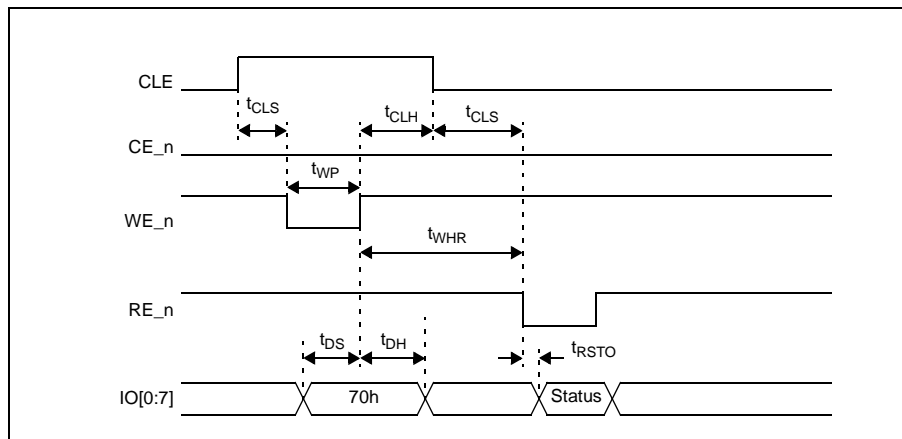 CLE
tCLS tCLH tCLS
CE_n
tWP
WE_n
tWHR
RE_n
tDS tDH tRSTO
IO[0:7] 70h Status